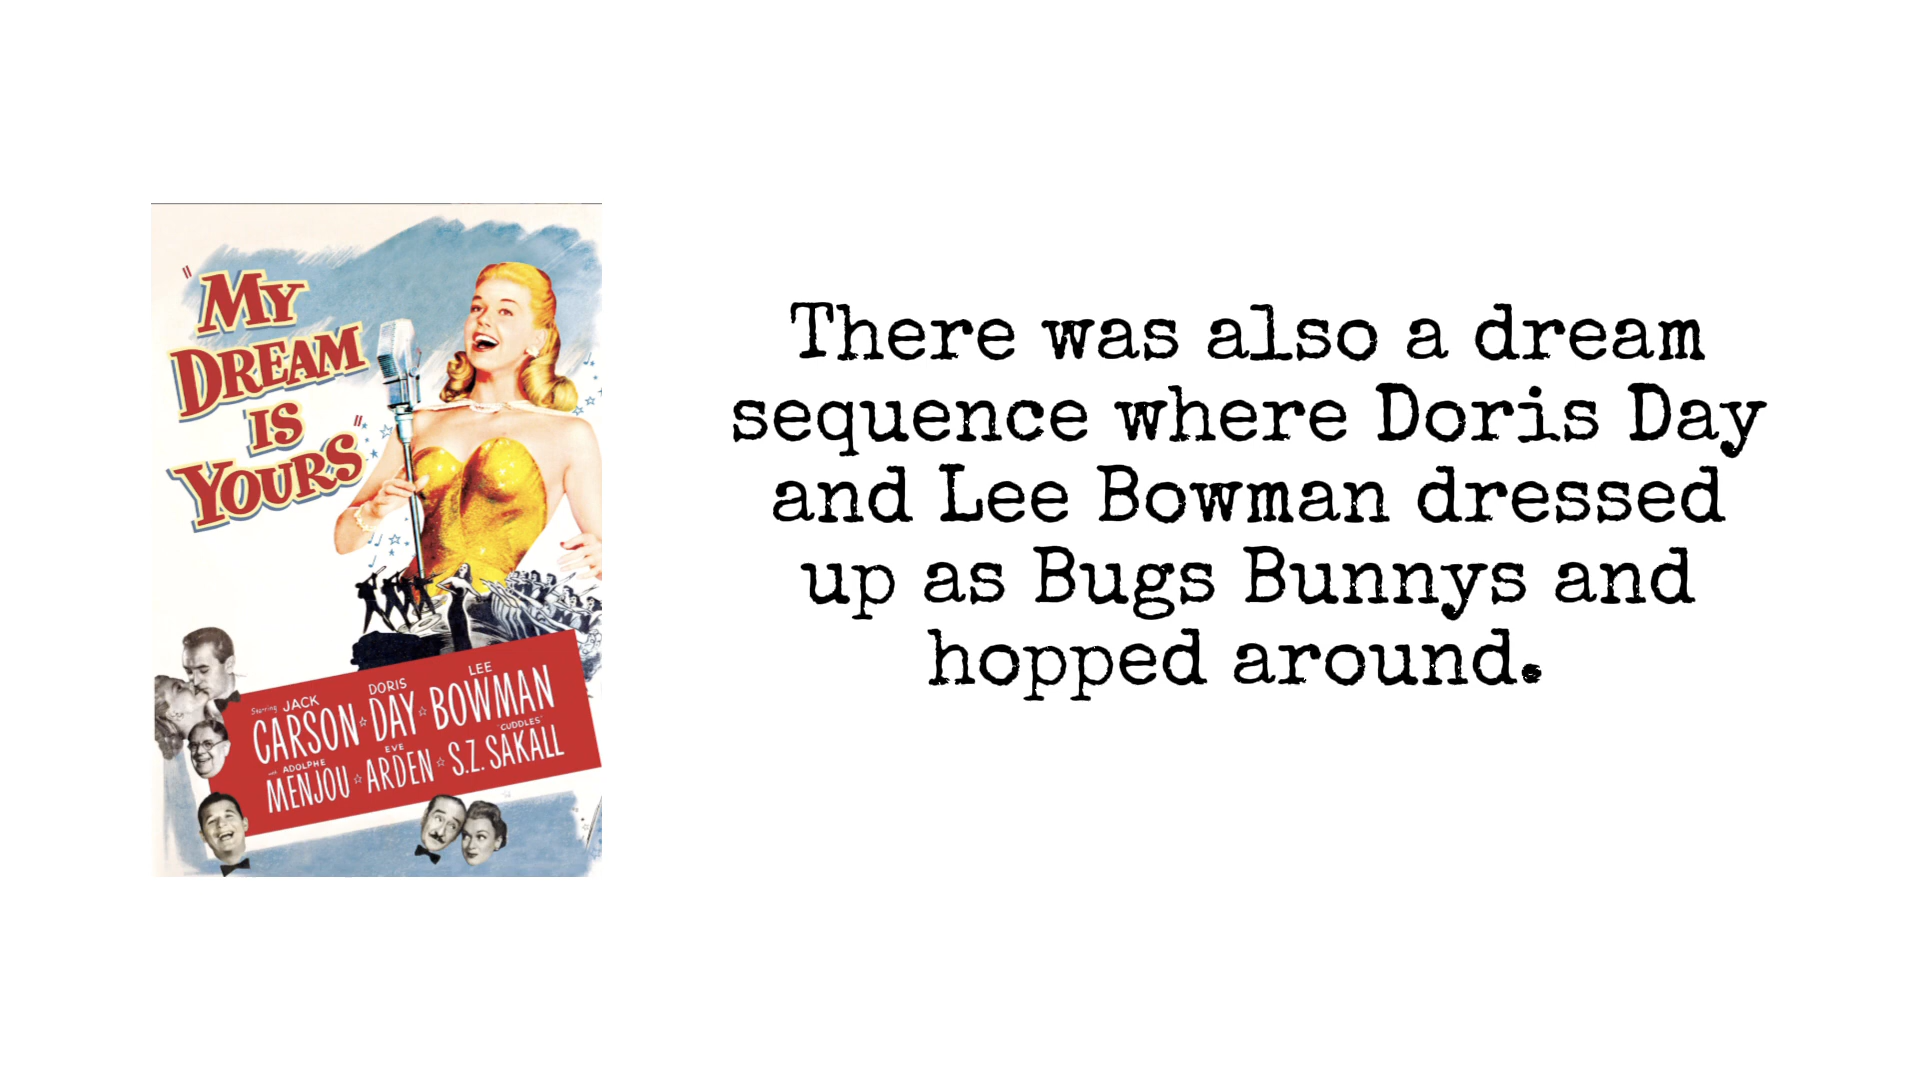 "MY
DREAM
IS
YOURS"
Starring JACK CARSON ☆ DORIS DAY ☆ LEE BOWMAN
with ADOLPHE MENJOU ☆ EVE ARDEN ☆ S.Z. "CUDDLES" SAKALL
There was also a dream
sequence where Doris Day
and Lee Bowman dressed
up as Bugs Bunnys and
hopped around.